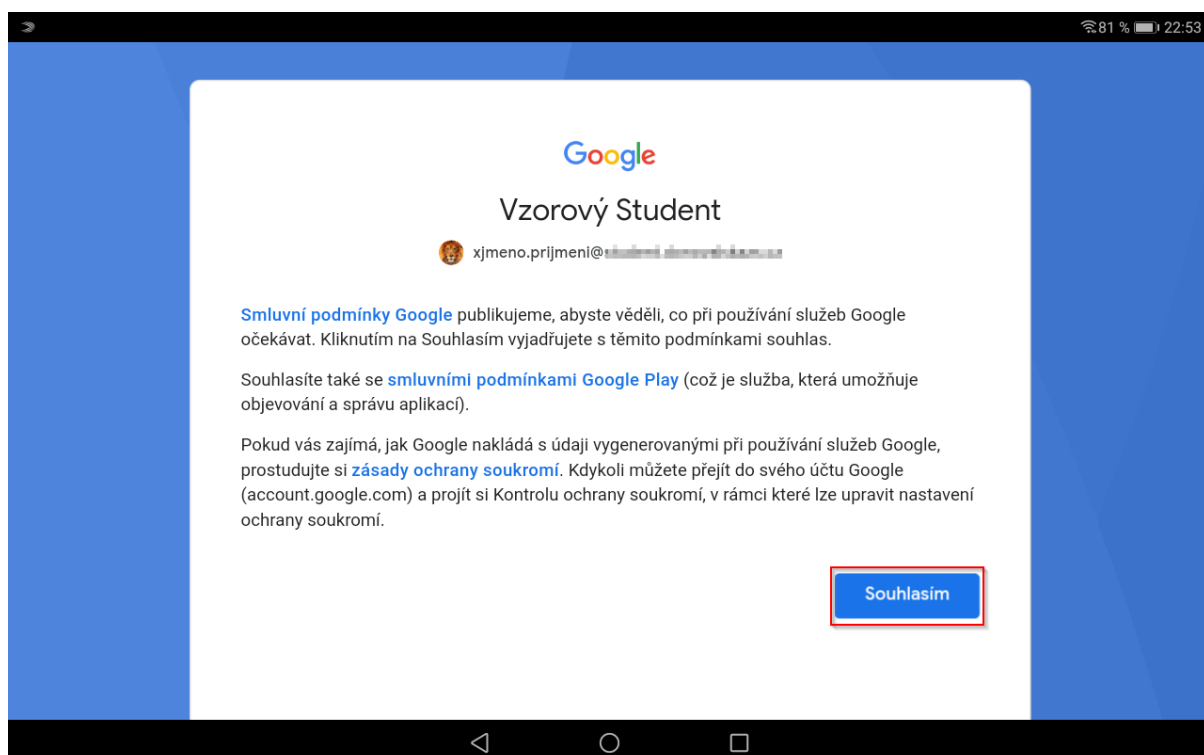 81 % 22:53
Google
Vzorový Student
xjmeno.prijmeni@
Smluvní podmínky Google publikujeme, abyste věděli, co při používání služeb Google
očekávat. Kliknutím na Souhlasím vyjadřujete s těmito podmínkami souhlas.
Souhlasíte také se smluvními podmínkami Google Play (což je služba, která umožňuje
objevování a správu aplikací).
Pokud vás zajímá, jak Google nakládá s údaji vygenerovanými při používání služeb Google,
prostudujte si zásady ochrany soukromí. Kdykoli můžete přejít do svého účtu Google
(account.google.com) a projít si Kontrolu ochrany soukromí, v rámci které lze upravit nastavení
ochrany soukromí.
Souhlasím